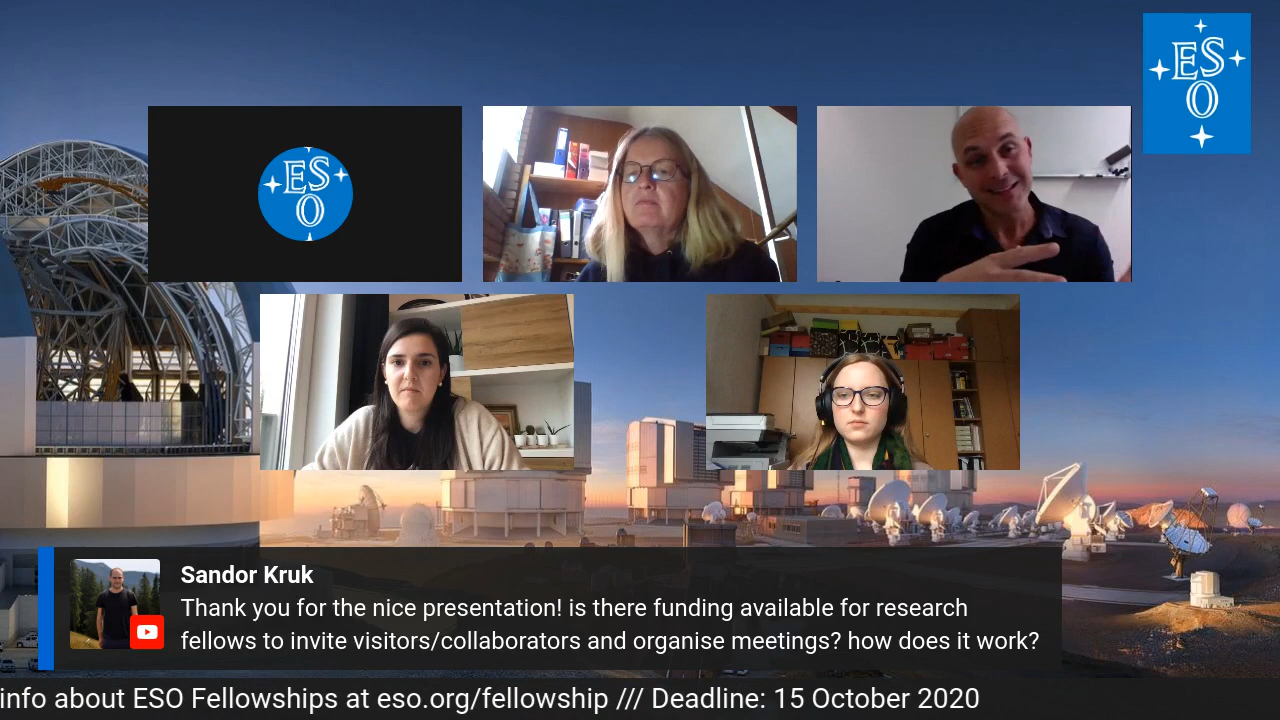 ESO
ESO
Sandor Kruk
Thank you for the nice presentation! is there funding available for research
fellows to invite visitors/collaborators and organise meetings? how does it work?
info about ESO Fellowships at eso.org/fellowship /// Deadline: 15 October 2020